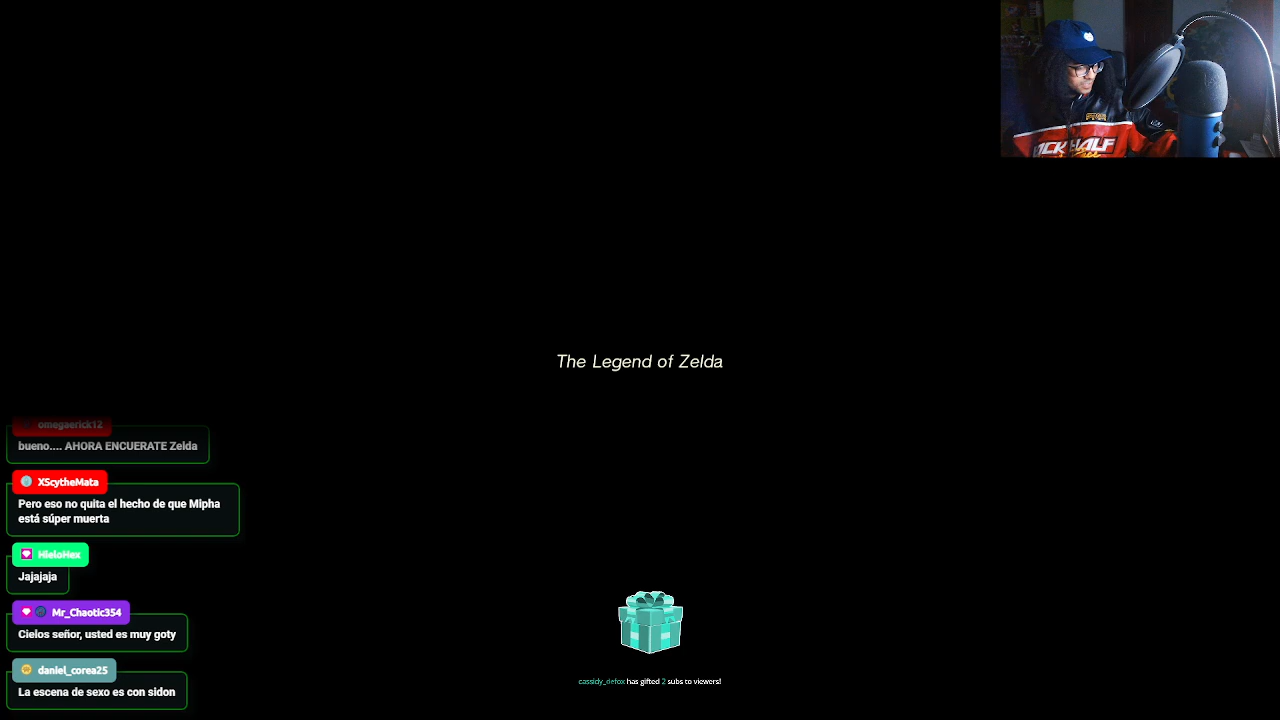 The Legend of Zelda
omegaerick12
bueno.... AHORA ENCUERATE Zelda
XScytheMata
Pero eso no quita el hecho de que Mipha
está súper muerta
HieloHex
Jajajaja
Mr_Chaotic354
Cielos señor, usted es muy goty
daniel_corea25
La escena de sexo es con sidon
cassidy_defox has gifted 2 subs to viewers!